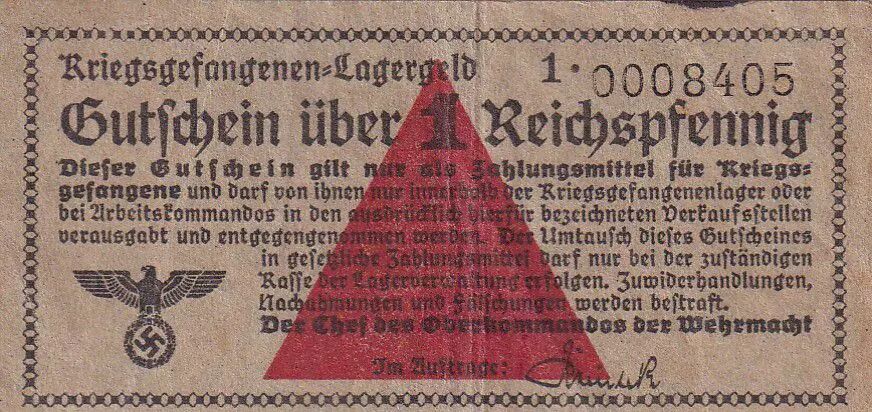 Kriegsgefangenen-Lagergeld 1 · 0008405
Gutschein über 1 Reichspfennig
Dieser Gutschein gilt nur als Zahlungsmittel für Kriegs-
gefangene und darf von ihnen nur innerhalb der Kriegsgefangenenlager oder
bei Arbeitskommandos in den ausdrücklich hierfür bezeichneten Verkaufsstellen
verausgabt und entgegengenommen werden. Der Umtausch dieses Gutscheines
in gesetzliche Zahlungsmittel darf nur bei der zuständigen
Kasse der Lagerverwaltung erfolgen. Zuwiderhandlungen,
Nachahmungen und Fälschungen werden bestraft.
Der Chef des Oberkommandos der Wehrmacht
Im Auftrage: